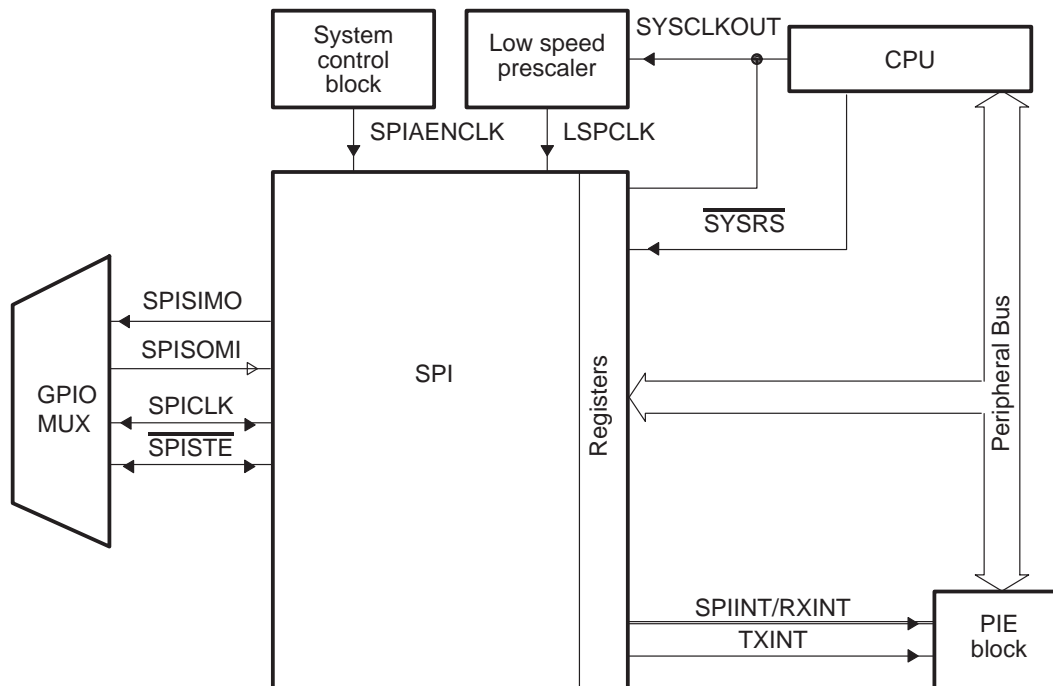 System
control
block
Low speed
prescaler
SYSCLKOUT
CPU
SPIAENCLK
LSPCLK
SYSRS
SPISIMO
SPISOMI
SPICLK
SPISTE
GPIO
MUX
SPI
Registers
Peripheral Bus
SPIINT/RXINT
TXINT
PIE
block